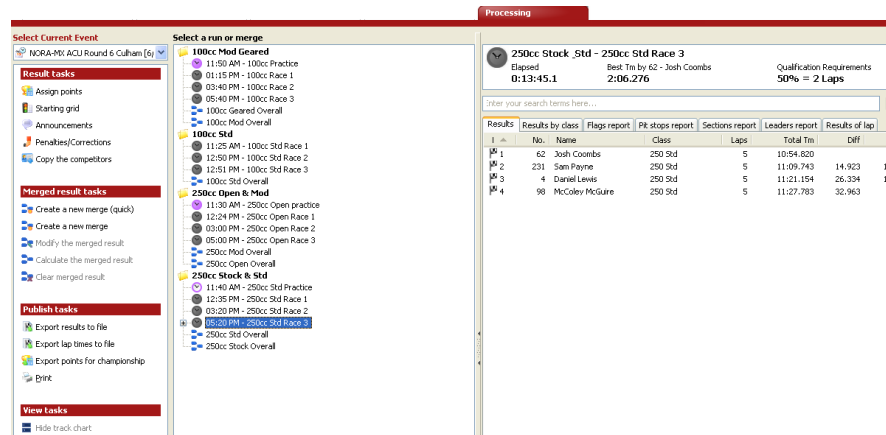 Processing
Select Current Event
NORA-MX ACU Round 6 Culham [6/
Result tasks
Assign points
Starting grid
Announcements
Penalties/Corrections
Copy the competitors
Merged result tasks
Create a new merge (quick)
Create a new merge
Modify the merged result
Calculate the merged result
Clear merged result
Publish tasks
Export results to file
Export lap times to file
Export points for championship
Print
View tasks
Hide track chart
Select a run or merge
100cc Mod Geared
11:50 AM - 100cc Practice
01:15 PM - 100cc Race 1
03:40 PM - 100cc Race 2
05:40 PM - 100cc Race 3
100cc Geared Overall
100cc Mod Overall
100cc Std
11:25 AM - 100cc Std Race 1
12:50 PM - 100cc Std Race 2
12:51 PM - 100cc Std Race 3
100cc Std Overall
250cc Open & Mod
11:30 AM - 250cc Open practice
12:24 PM - 250cc Open Race 1
03:00 PM - 250cc Open Race 2
05:00 PM - 250cc Open Race 3
250cc Mod Overall
250cc Open Overall
250cc Stock & Std
11:40 AM - 250cc Std Practice
12:35 PM - 250cc Std Race 1
03:20 PM - 250cc Std Race 2
05:20 PM - 250cc Std Race 3
250cc Std Overall
250cc Stock Overall
250cc Stock _Std - 250cc Std Race 3
Elapsed Best Tm by 62 - Josh Coombs Qualification Requirements
0:13:45.1 2:06.276 50% = 2 Laps
Enter your search terms here...
Results Results by class Flags report Pit stops report Sections report Leaders report Results of lap
No. Name Class Laps Total Tm Diff
1 62 Josh Coombs 250 Std 5 10:54.820
2 231 Sam Payne 250 Std 5 11:09.743 14.923 1
3 4 Daniel Lewis 250 Std 5 11:21.154 26.334 1
4 98 McColey McGuire 250 Std 5 11:27.783 32.963